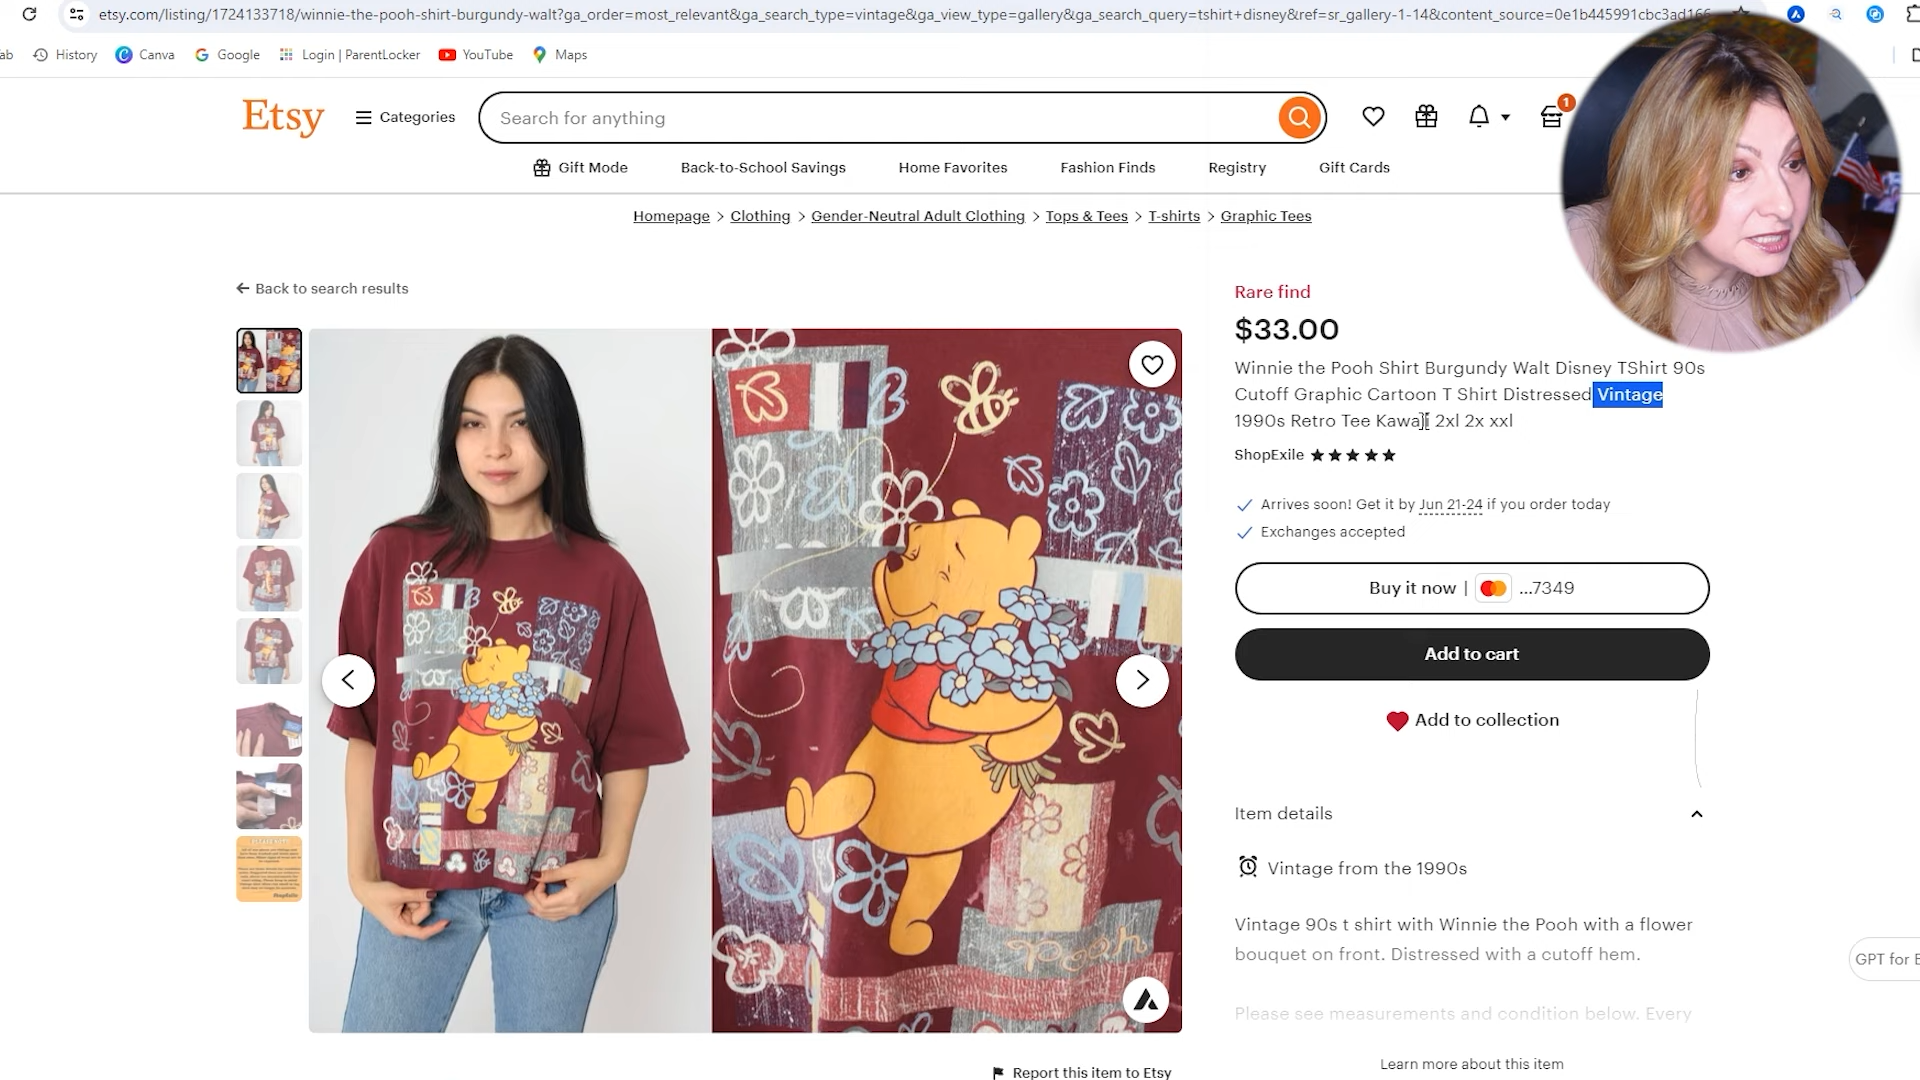 etsy.com/listing/1724133718/winnie-the-pooh-shirt-burgundy-walt?ga_order=most_relevant&ga_search_type=vintage&ga_view_type=gallery&ga_search_query=tshirt+disney&ref=sr_gallery-1-14&content_source=0e1b445991cbc3ad166
ab History Canva Google Login | ParentLocker YouTube Maps
Etsy Categories Search for anything 1
Gift Mode Back-to-School Savings Home Favorites Fashion Finds Registry Gift Cards
Homepage > Clothing > Gender-Neutral Adult Clothing > Tops & Tees > T-shirts > Graphic Tees
Back to search results
Rare find
$33.00
Winnie the Pooh Shirt Burgundy Walt Disney TShirt 90s
Cutoff Graphic Cartoon T Shirt Distressed Vintage
1990s Retro Tee Kawaii 2xl 2x xxl
ShopExile ★★★★★
Arrives soon! Get it by Jun 21-24 if you order today
Exchanges accepted
Buy it now | ...7349
Add to cart
Add to collection
Item details
Vintage from the 1990s
Vintage 90s t shirt with Winnie the Pooh with a flower
bouquet on front. Distressed with a cutoff hem.
Please see measurements and condition below. Every
Learn more about this item
Pooh
Report this item to Etsy
GPT for E